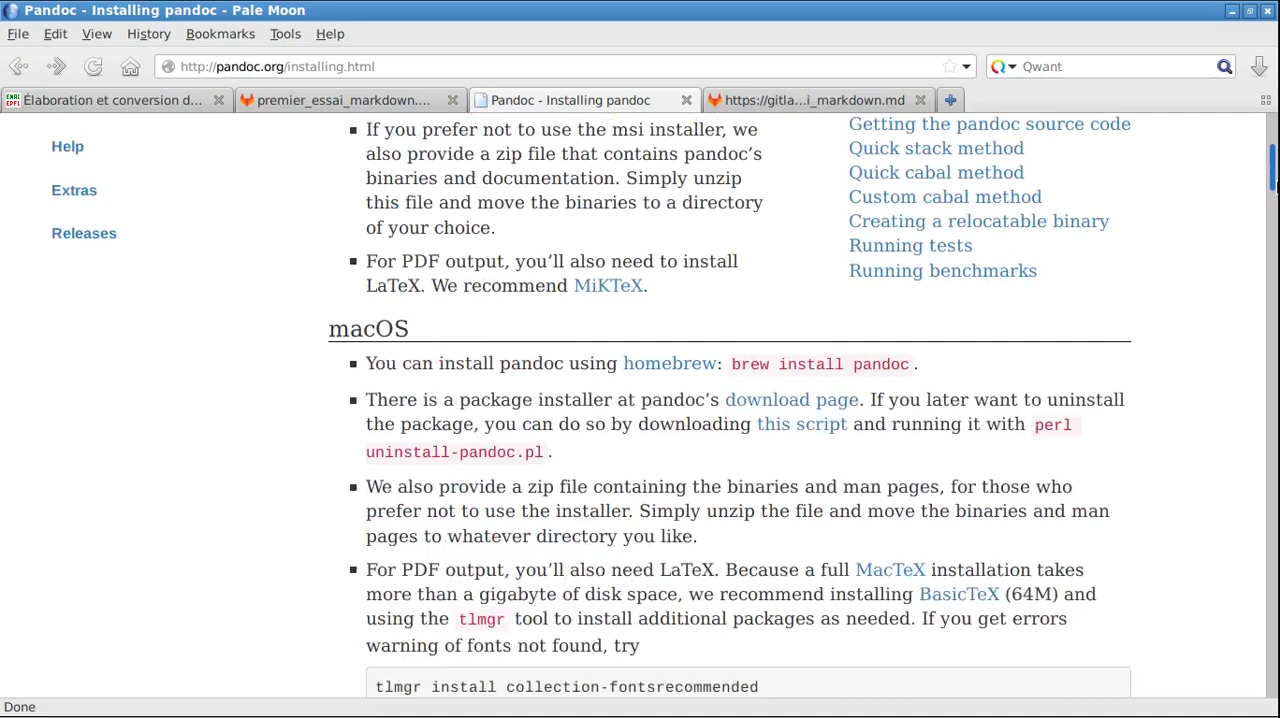 Pandoc - Installing pandoc - Pale Moon
File Edit View History Bookmarks Tools Help
http://pandoc.org/installing.html
Qwant
Élaboration et conversion d...
premier_essai_markdown....
Pandoc - Installing pandoc
https://gitla...i_markdown.md
Help
Extras
Releases
If you prefer not to use the msi installer, we
also provide a zip file that contains pandoc’s
binaries and documentation. Simply unzip
this file and move the binaries to a directory
of your choice.
For PDF output, you’ll also need to install
LaTeX. We recommend MiKTeX.
Getting the pandoc source code
Quick stack method
Quick cabal method
Custom cabal method
Creating a relocatable binary
Running tests
Running benchmarks
macOS
You can install pandoc using homebrew: brew install pandoc.
There is a package installer at pandoc’s download page. If you later want to uninstall
the package, you can do so by downloading this script and running it with perl
uninstall-pandoc.pl.
We also provide a zip file containing the binaries and man pages, for those who
prefer not to use the installer. Simply unzip the file and move the binaries and man
pages to whatever directory you like.
For PDF output, you’ll also need LaTeX. Because a full MacTeX installation takes
more than a gigabyte of disk space, we recommend installing BasicTeX (64M) and
using the tlmgr tool to install additional packages as needed. If you get errors
warning of fonts not found, try
tlmgr install collection-fontsrecommended
Done